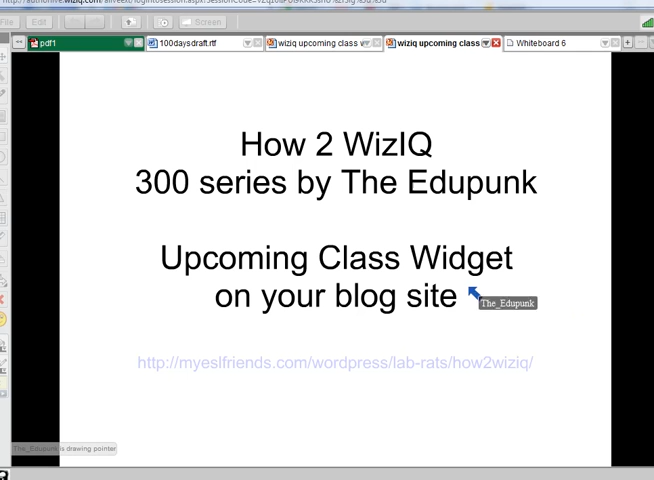 File Edit Screen
<< pdf1 100daysdraft.rtf wiziq upcoming class wiziq upcoming class Whiteboard 6
How 2 WizIQ
300 series by The Edupunk
Upcoming Class Widget
on your blog site
The_Edupunk
http://myeslfriends.com/wordpress/lab-rats/how2wiziq/
The_Edupunk is drawing pointer